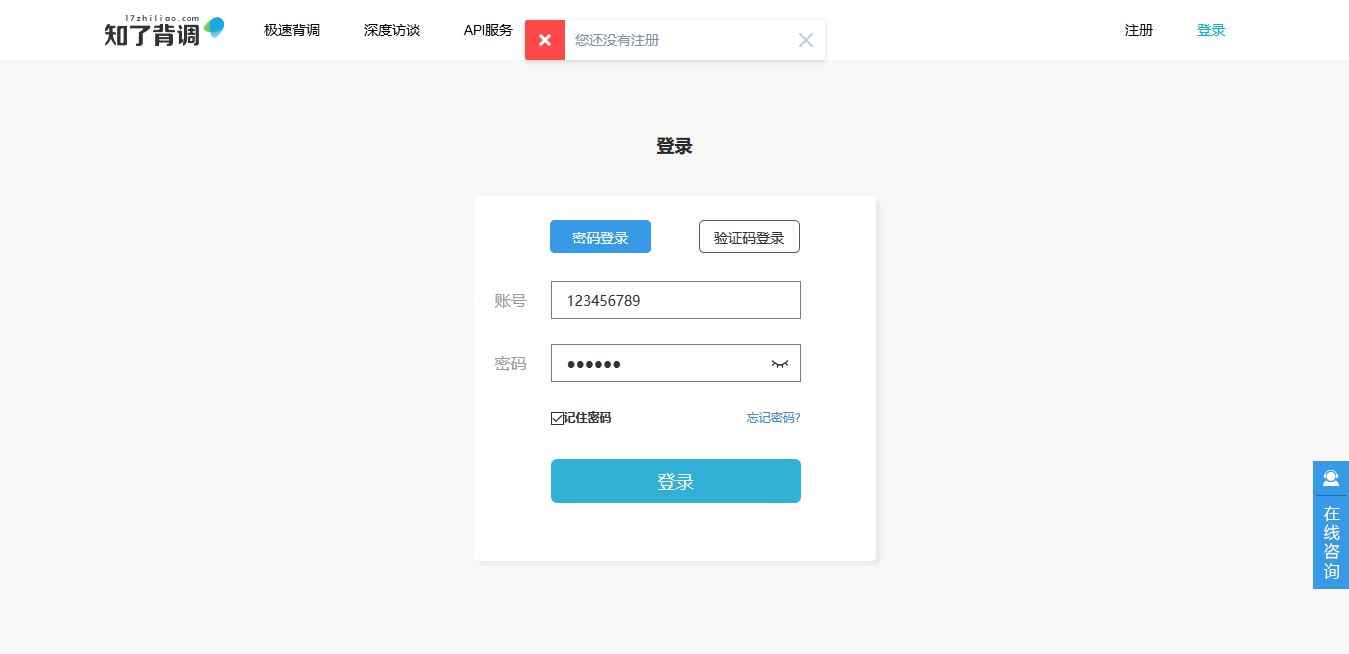 17zhiliao.com
知了背调
极速背调
深度访谈
API服务
您还没有注册
注册
登录
登录
密码登录
验证码登录
账号
123456789
密码
●●●●●●
记住密码
忘记密码?
登录
在线咨询